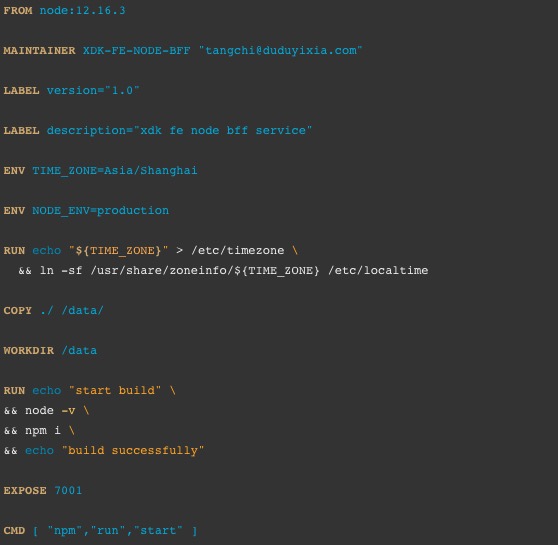 FROM node:12.16.3
MAINTAINER XDK-FE-NODE-BFF "tangchi@duduyixia.com"
LABEL version="1.0"
LABEL description="xdk fe node bff service"
ENV TIME_ZONE=Asia/Shanghai
ENV NODE_ENV=production
RUN echo "${TIME_ZONE}" > /etc/timezone \
  && ln -sf /usr/share/zoneinfo/${TIME_ZONE} /etc/localtime
COPY ./ /data/
WORKDIR /data
RUN echo "start build" \
&& node -v \
&& npm i \
&& echo "build successfully"
EXPOSE 7001
CMD [ "npm","run","start" ]